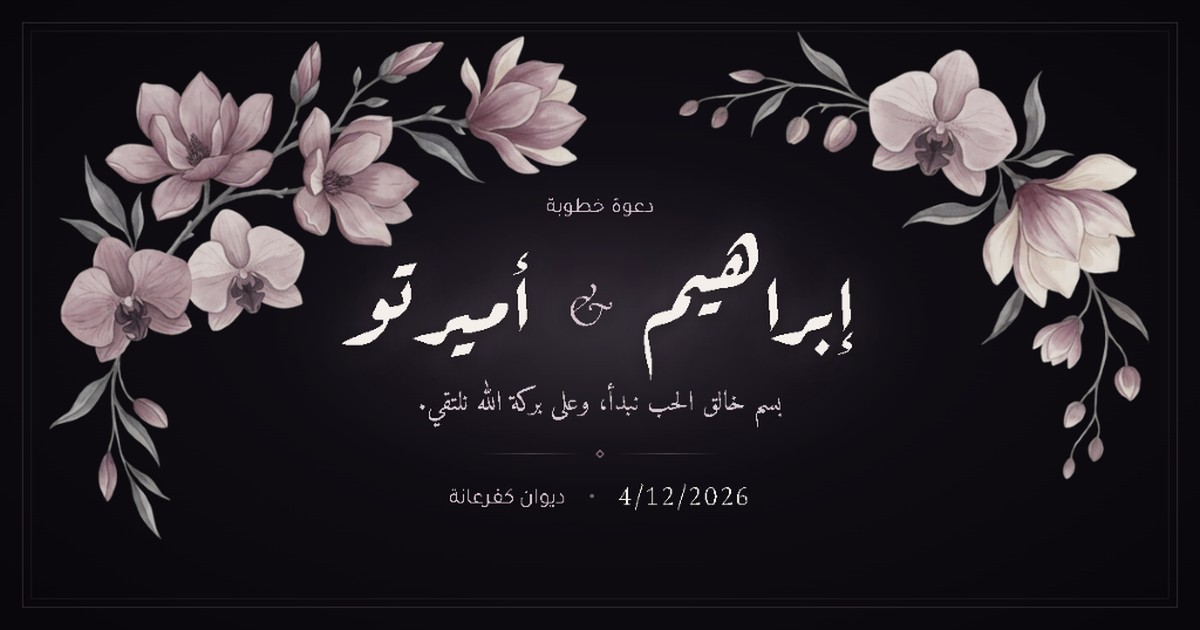 دعوة خطوبة
إبراهيم & أميرتو
بسم خالق الحب نبدأ، وعلى بركة الله نلتقي.
4/12/2026 • ديوان كفرعانة